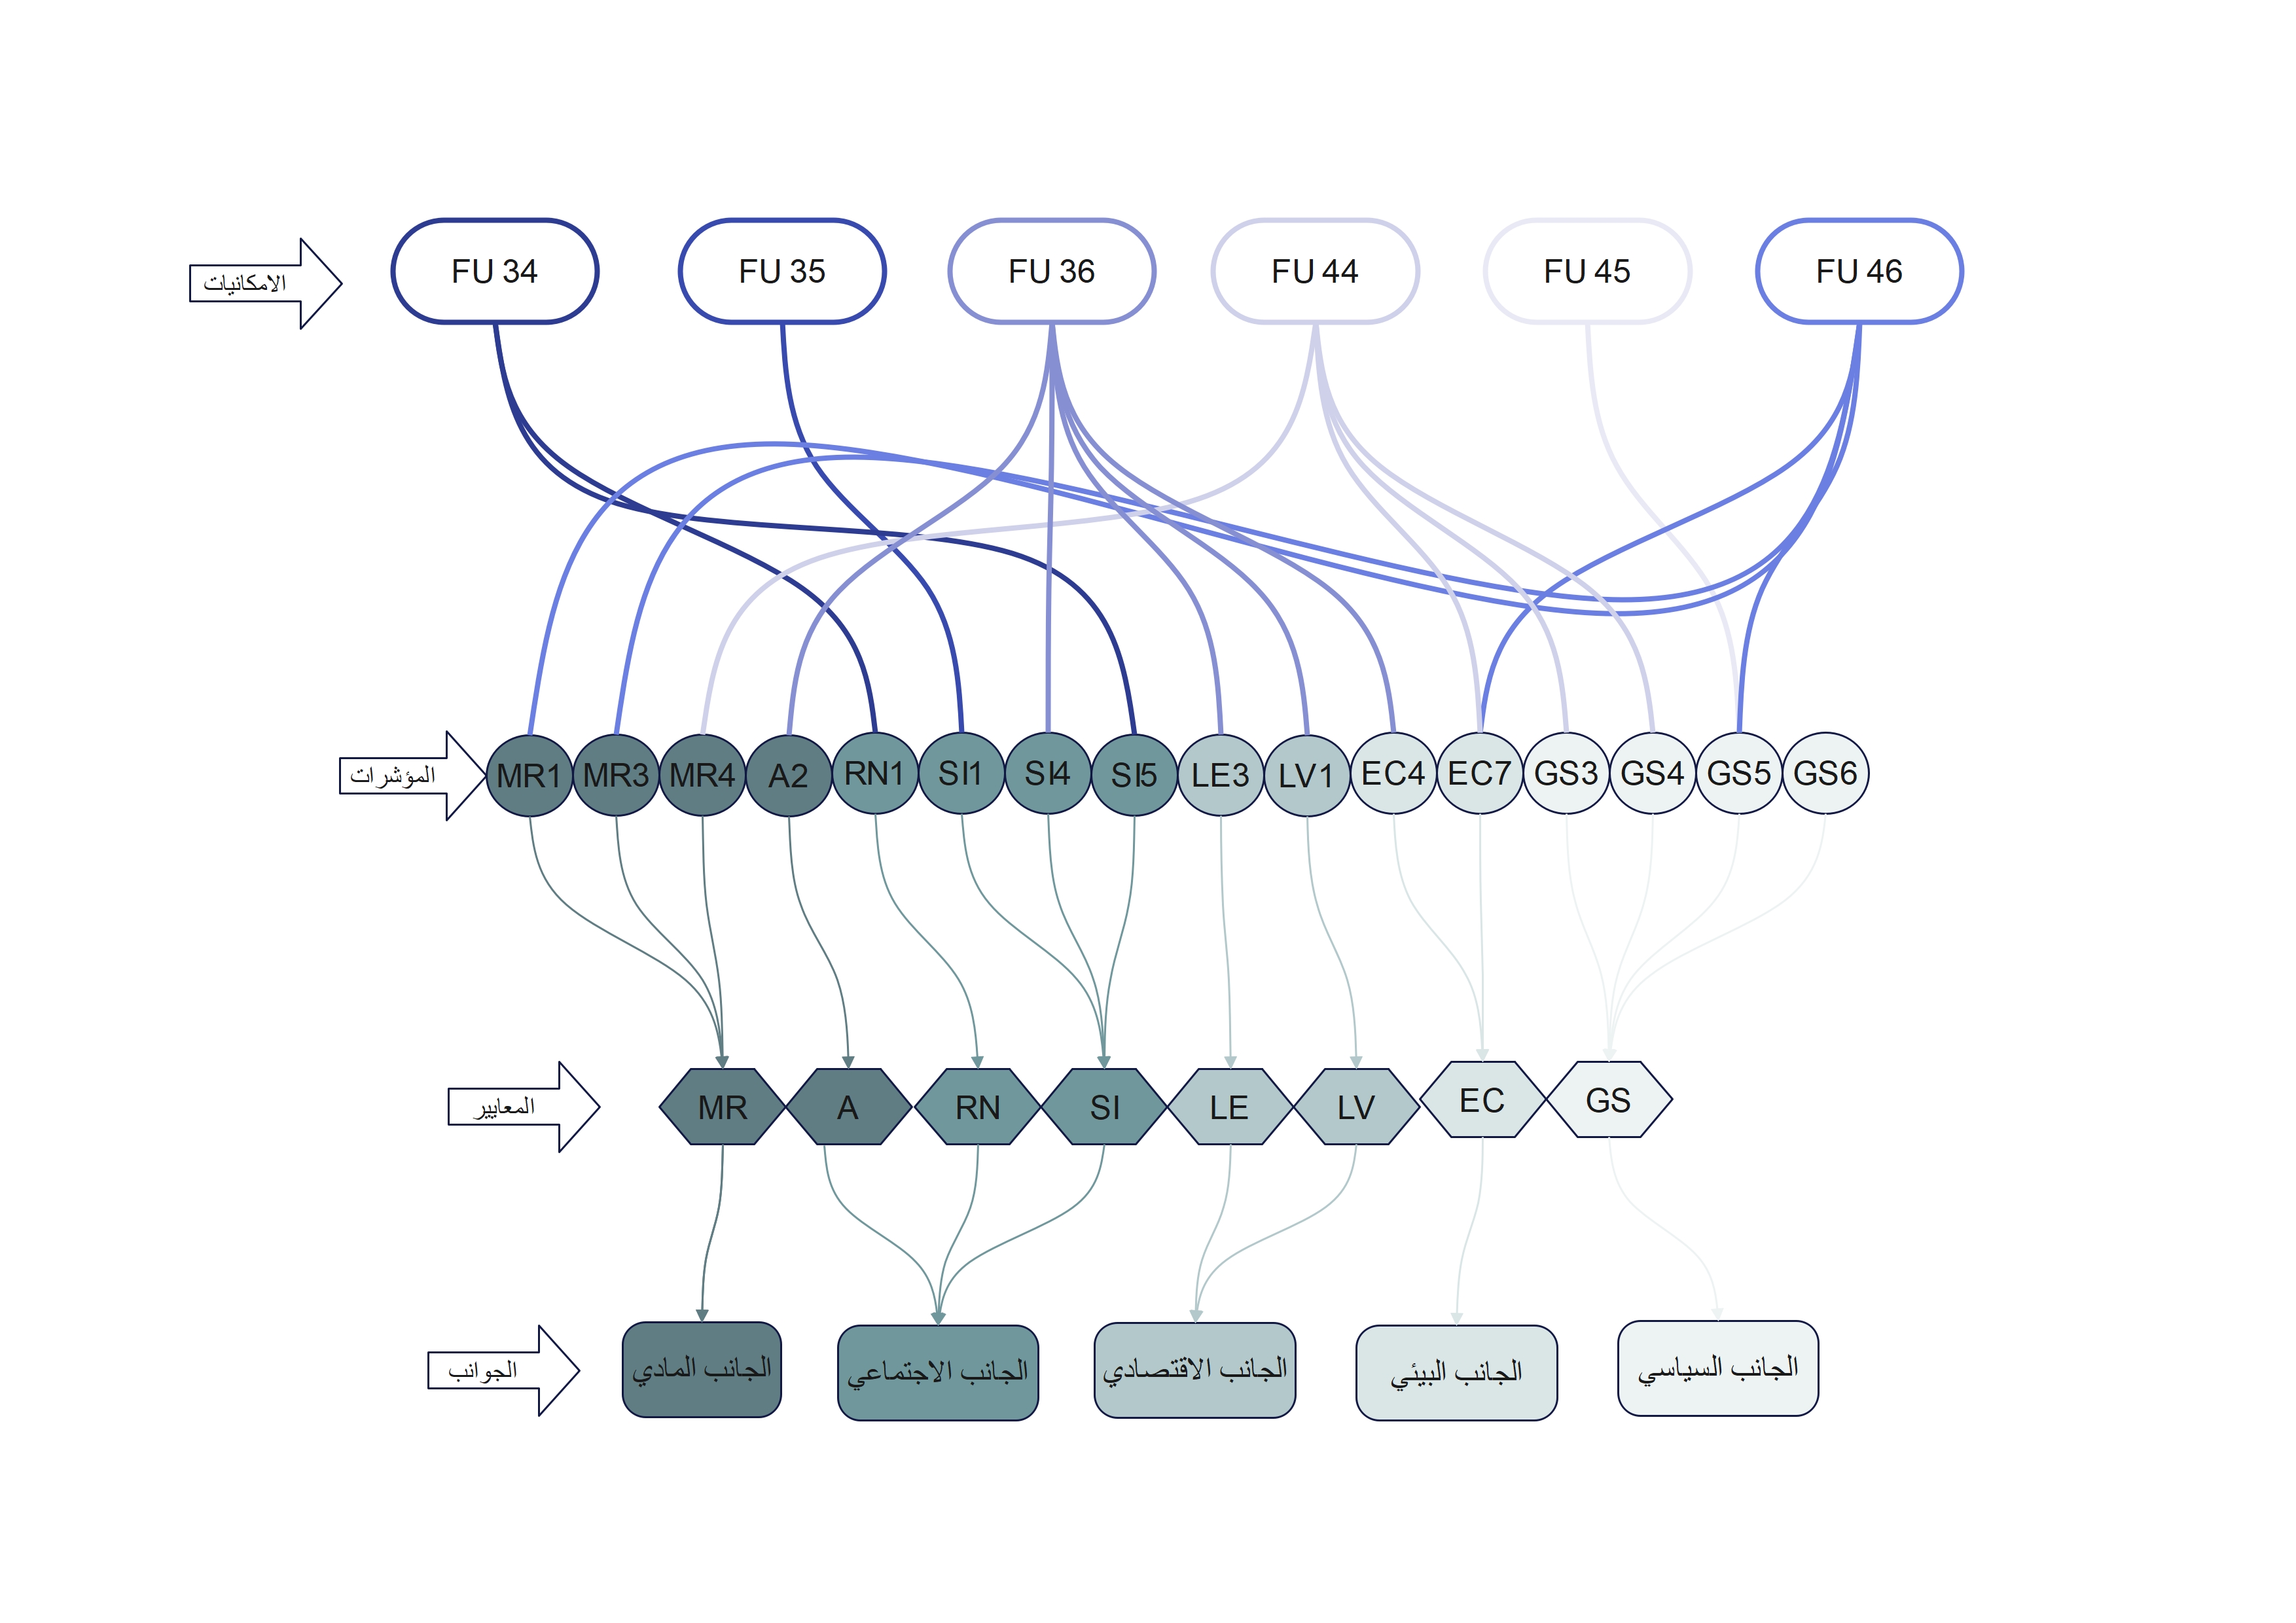 الامكانيات
FU 34
FU 35
FU 36
FU 44
FU 45
FU 46
المؤشرات
MR1
MR3
MR4
A2
RN1
SI1
SI4
SI5
LE3
LV1
EC4
EC7
GS3
GS4
GS5
GS6
المعايير
MR
A
RN
SI
LE
LV
EC
GS
الجوانب
الجانب المادي
الجانب الاجتماعي
الجانب الاقتصادي
الجانب البيئي
الجانب السياسي